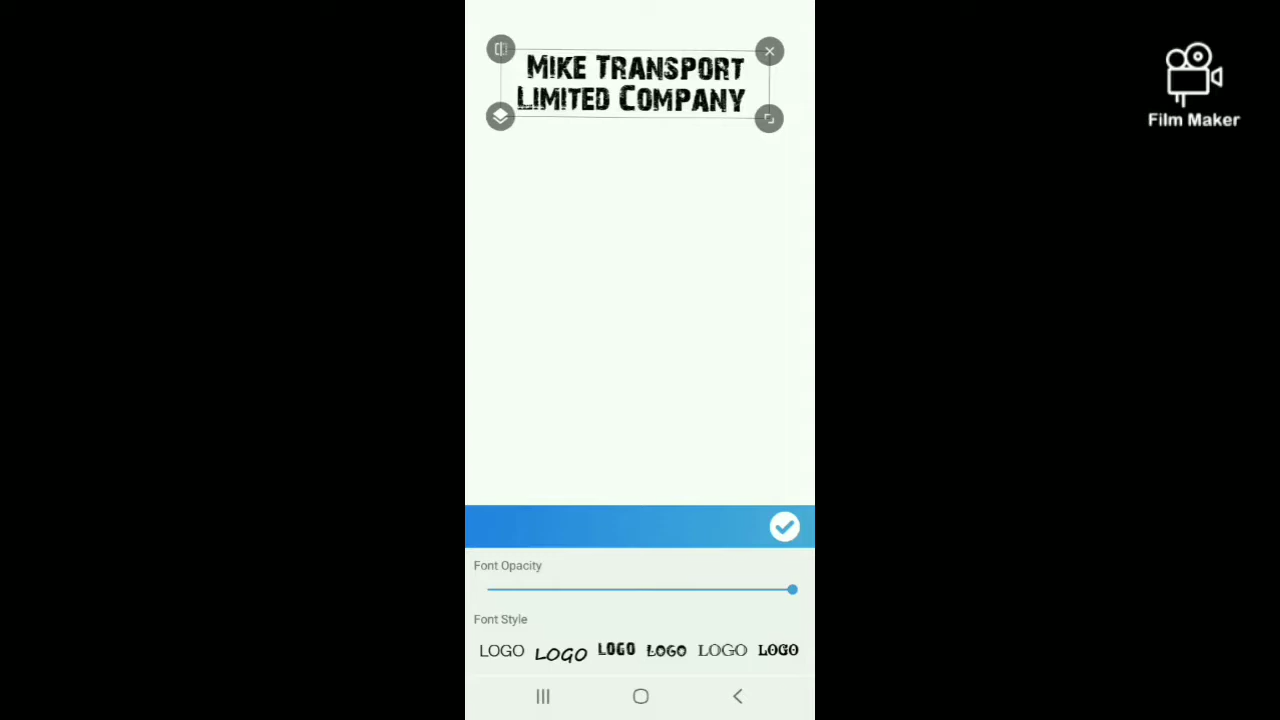 Mike Transport
Limited Company
Film Maker
Font Opacity
Font Style
LOGO LOGO LOGO LOGO LOGO LOGO